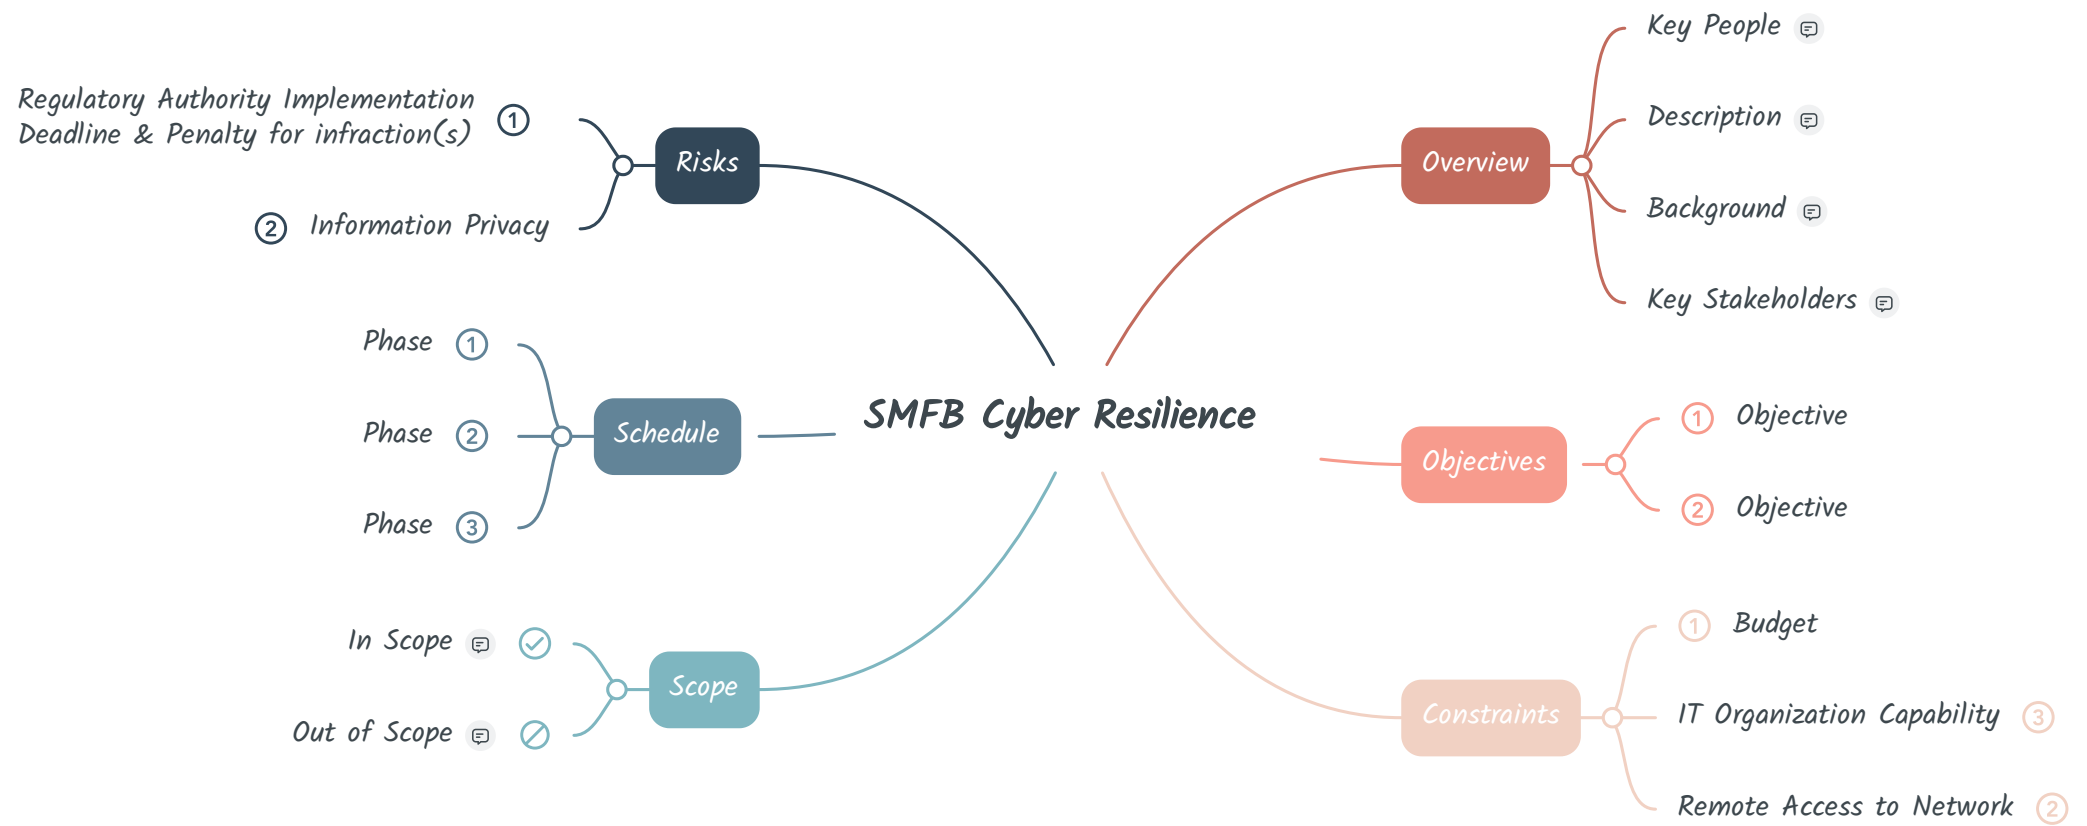 SMFB Cyber Resilience
Risks
Regulatory Authority Implementation
Deadline & Penalty for infraction(s) 1
2 Information Privacy
Schedule
Phase 1
Phase 2
Phase 3
Scope
In Scope
Out of Scope
Overview
Key People
Description
Background
Key Stakeholders
Objectives
1 Objective
2 Objective
Constraints
1 Budget
IT Organization Capability 3
Remote Access to Network 2